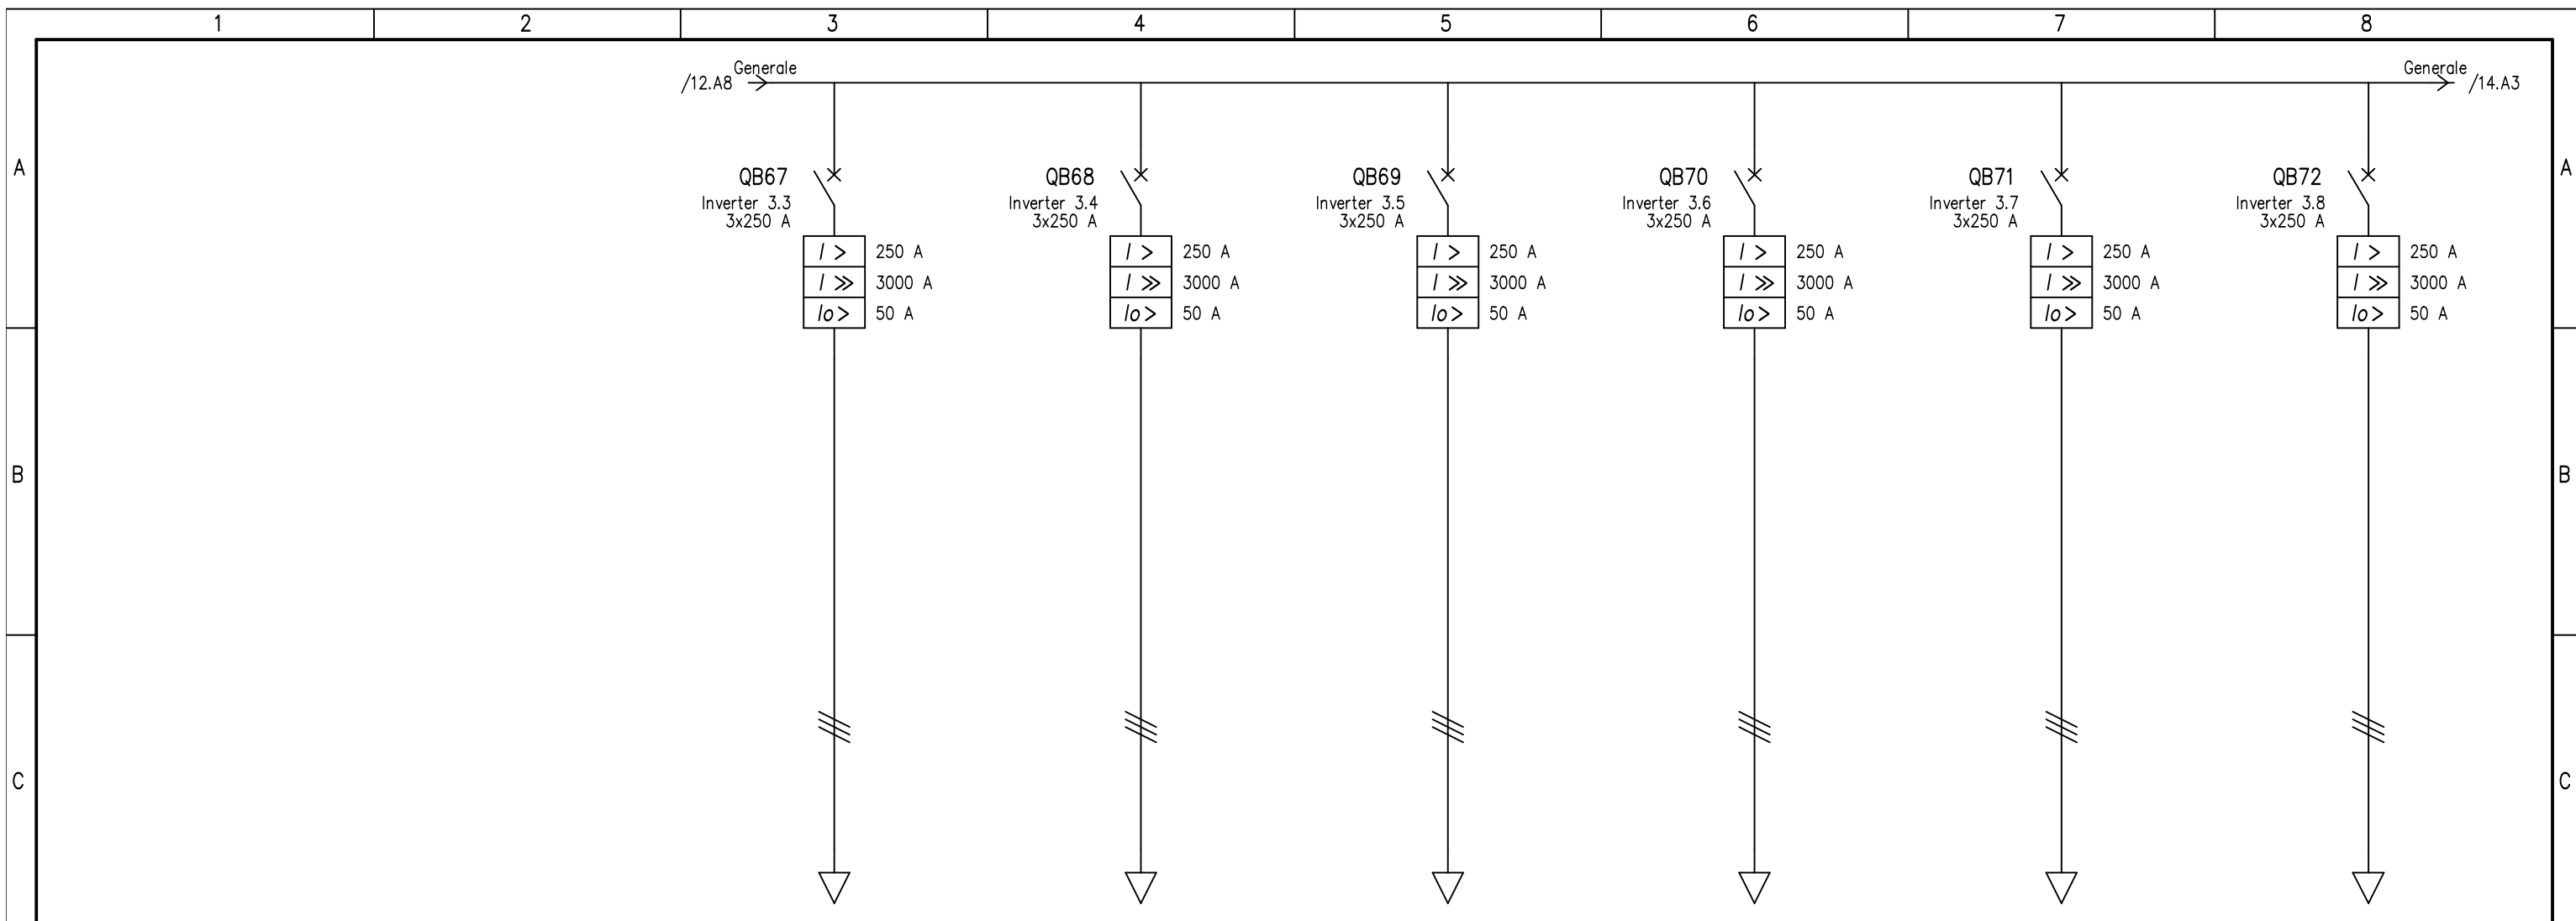 1 2 3 4 5 6 7 8
Generale Generale
/12.A8 /14.A3
A A
QB67 QB68 QB69 QB70 QB71 QB72
Inverter 3.3 Inverter 3.4 Inverter 3.5 Inverter 3.6 Inverter 3.7 Inverter 3.8
3x250 A 3x250 A 3x250 A 3x250 A 3x250 A 3x250 A
I > 250 A I > 250 A I > 250 A I > 250 A I > 250 A I > 250 A
I >> 3000 A I >> 3000 A I >> 3000 A I >> 3000 A I >> 3000 A I >> 3000 A
Io> 50 A Io> 50 A Io> 50 A Io> 50 A Io> 50 A Io> 50 A
B B
C C